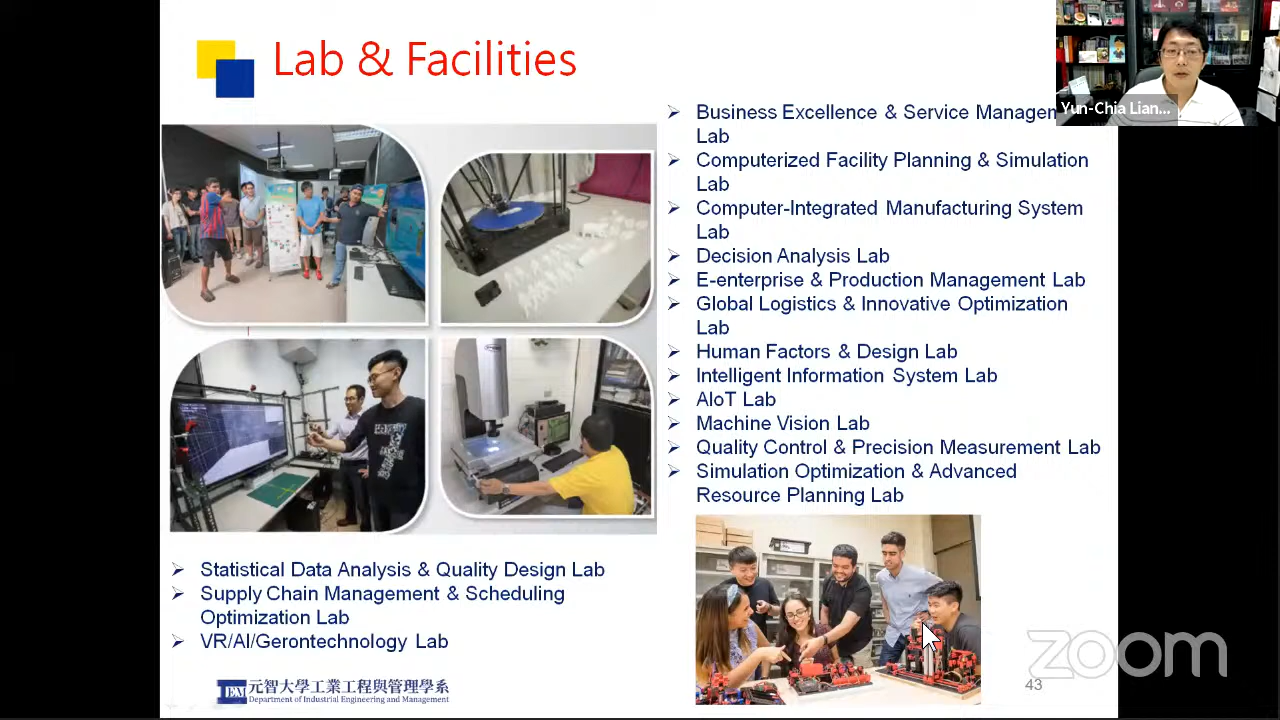 Lab & Facilities
Business Excellence & Service Managem
Lab
Computerized Facility Planning & Simulation
Lab
Computer-Integrated Manufacturing System
Lab
Decision Analysis Lab
E-enterprise & Production Management Lab
Global Logistics & Innovative Optimization
Lab
Human Factors & Design Lab
Intelligent Information System Lab
AIoT Lab
Machine Vision Lab
Quality Control & Precision Measurement Lab
Simulation Optimization & Advanced
Resource Planning Lab
Statistical Data Analysis & Quality Design Lab
Supply Chain Management & Scheduling
Optimization Lab
VR/AI/Gerontechnology Lab
IEM 元智大學工業工程與管理學系
Department of Industrial Engineering and Management
43
zoom
Yun-Chia Lian...